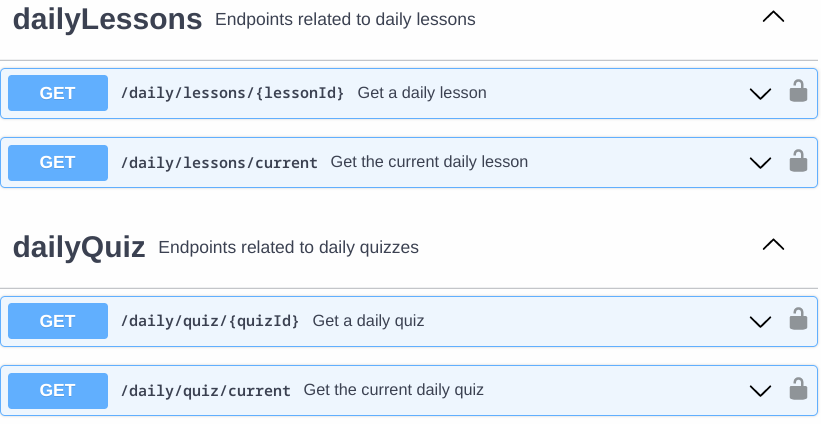 dailyLessons Endpoints related to daily lessons
GET /daily/lessons/{lessonId} Get a daily lesson
GET /daily/lessons/current Get the current daily lesson
dailyQuiz Endpoints related to daily quizzes
GET /daily/quiz/{quizId} Get a daily quiz
GET /daily/quiz/current Get the current daily quiz